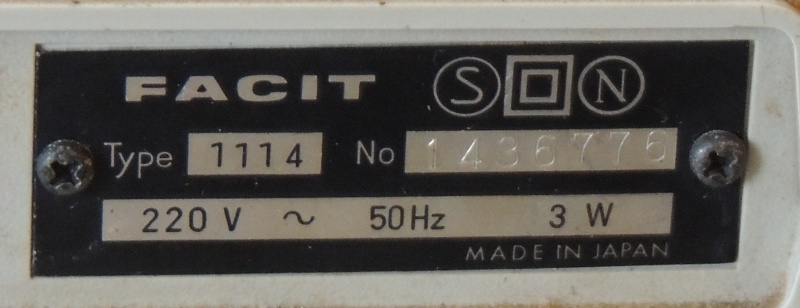 FACIT S N
Type 1114 No 1436776
220 V ~ 50Hz 3 W
MADE IN JAPAN